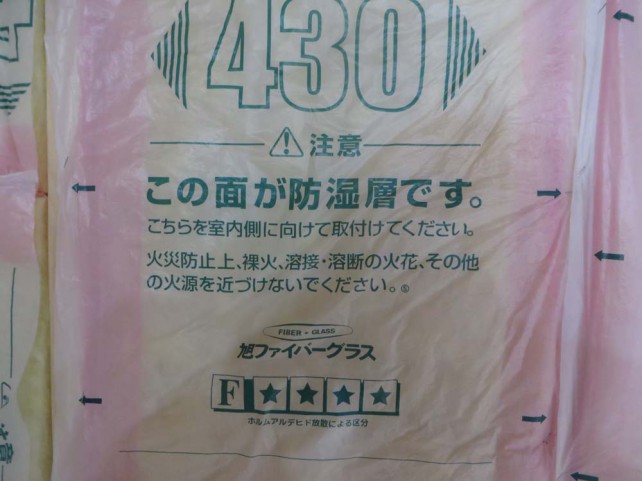 430
注意
この面が防湿層です。
こちらを室内側に向けて取付けてください。
火災防止上、裸火、溶接・溶断の火花、その他
の火源を近づけないでください。Ⓢ
FIBER GLASS
旭ファイバーグラス
F★★★★
ホルムアルデヒド放散による区分